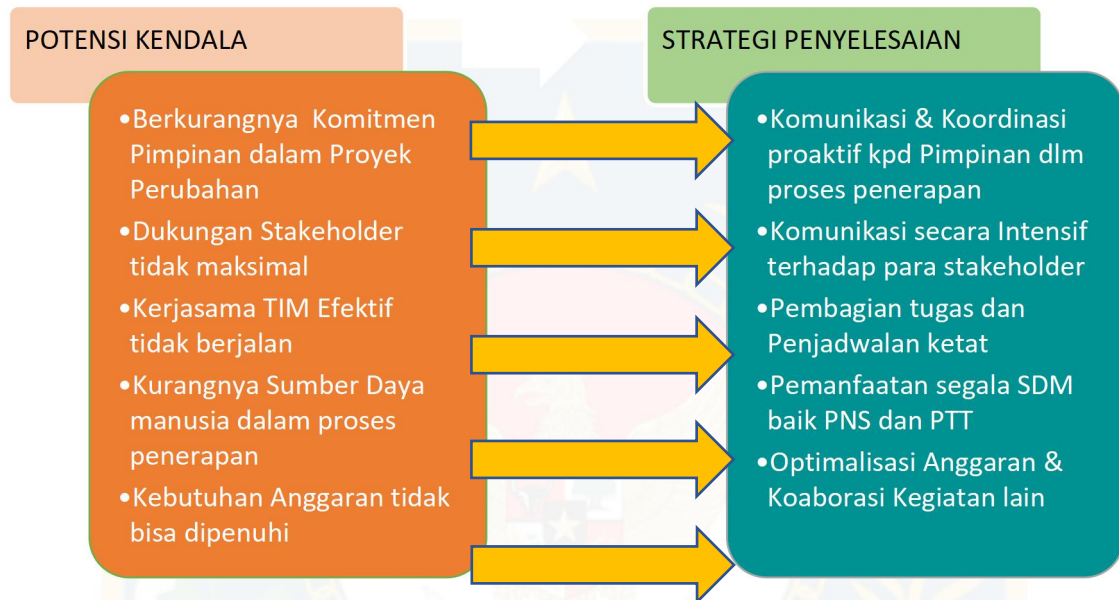 POTENSI KENDALA
•Berkurangnya Komitmen
Pimpinan dalam Proyek
Perubahan
•Dukungan Stakeholder
tidak maksimal
•Kerjasama TIM Efektif
tidak berjalan
•Kurangnya Sumber Daya
manusia dalam proses
penerapan
•Kebutuhan Anggaran tidak
bisa dipenuhi
STRATEGI PENYELESAIAN
•Komunikasi & Koordinasi
proaktif kpd Pimpinan dlm
proses penerapan
•Komunikasi secara Intensif
terhadap para stakeholder
•Pembagian tugas dan
Penjadwalan ketat
•Pemanfaatan segala SDM
baik PNS dan PTT
•Optimalisasi Anggaran &
Koaborasi Kegiatan lain